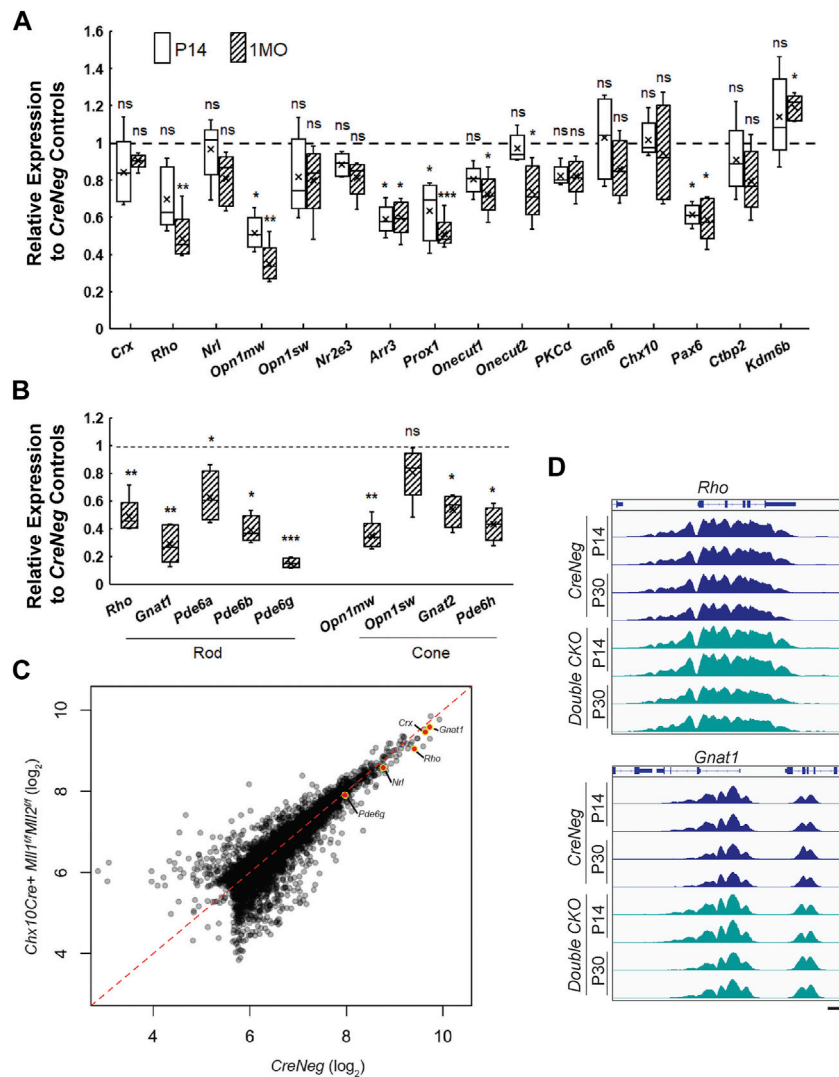 A
P14 1MO
Relative Expression
to CreNeg Controls
1.6
1.4
1.2
1
0.8
0.6
0.4
0.2
0
ns ns ns ** ns ns * ** ns ns ns ns * * * *** ns * ns * ns ns ns ns ns ns * * ns ns ns *
Crx Rho Nrl Opn1mw Opn1sw Nr2e3 Arr3 Prox1 Onecut1 Onecut2 PKCα Grm6 Chx10 Pax6 Ctbp2 Kdm6b
B
Relative Expression
to CreNeg Controls
1
0.8
0.6
0.4
0.2
0
** ** * * *** ** ns * *
Rho Gnat1 Pde6a Pde6b Pde6g Opn1mw Opn1sw Gnat2 Pde6h
Rod Cone
C
Chx10Cre+ Mll1f/fMll2f/f (log2)
10
8
6
4
4 6 8 10
CreNeg (log2)
Crx
Gnat1
Rho
Nrl
Pde6g
D
Rho
CreNeg
P14
P30
Double CKO
P14
P30
Gnat1
CreNeg
P14
P30
Double CKO
P14
P30